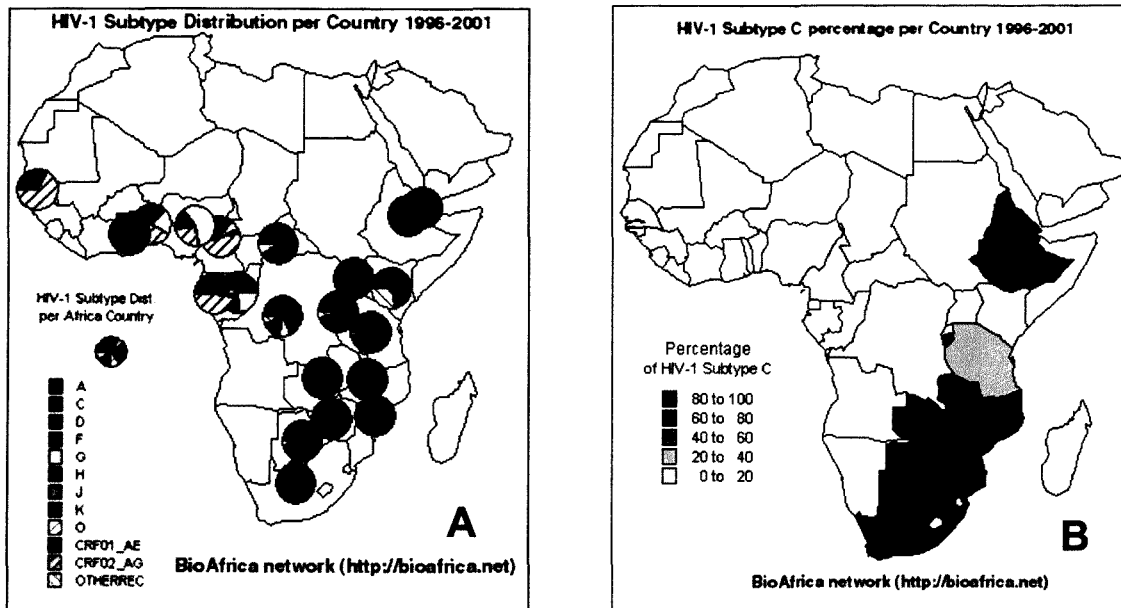 HIV-1 Subtype Distribution per Country 1996-2001
HIV-1 Subtype Dist.
per Africa Country
A
C
D
F
G
H
J
K
O
CRF01_AE
CRF02_AG
OTHERREC
A
BioAfrica network (http://bioafrica.net)
HIV-1 Subtype C percentage per Country 1996-2001
Percentage
of HIV-1 Subtype C
80 to 100
60 to 80
40 to 60
20 to 40
0 to 20
B
BioAfrica network (http://bioafrica.net)